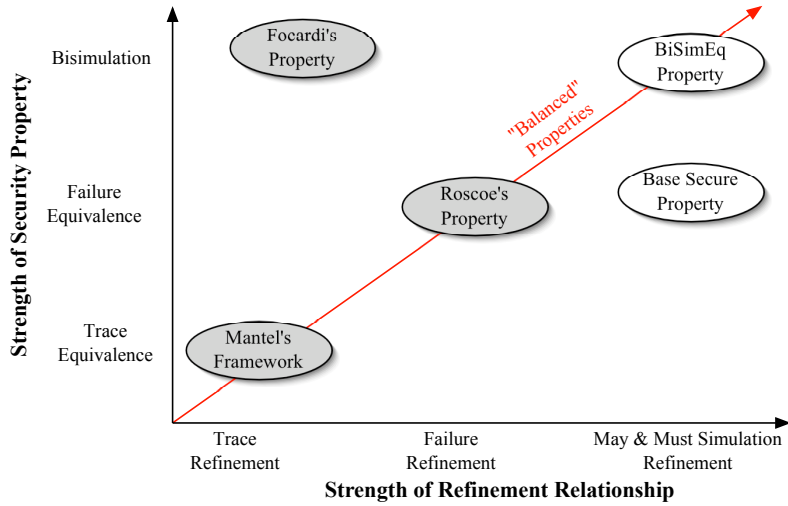 Strength of Security Property
Bisimulation
Failure
Equivalence
Trace
Equivalence
Focardi's
Property
BiSimEq
Property
"Balanced"
Properties
Roscoe's
Property
Base Secure
Property
Mantel's
Framework
Trace
Refinement
Failure
Refinement
May & Must Simulation
Refinement
Strength of Refinement Relationship